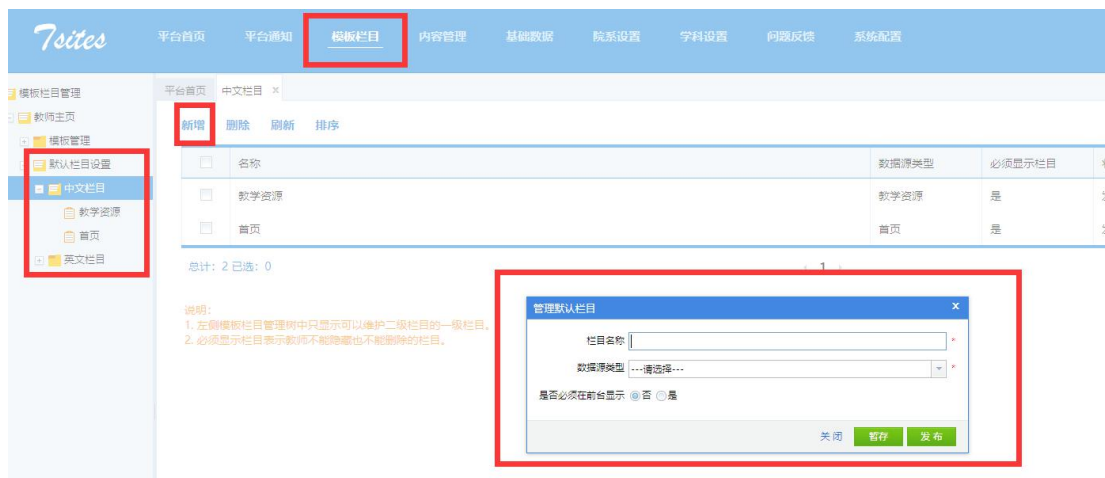 Tsites 平台首页 平台通知 模板栏目 内容管理 基础数据 院系设置 学科设置 问题反馈 系统配置
模板栏目管理
教师主页
模板管理
默认栏目设置
中文栏目
教学资源
首页
英文栏目
平台首页 中文栏目 ×
新增 删除 刷新 排序
名称 数据源类型 必须显示栏目
教学资源 教学资源 是
首页 首页 是
总计：2 已选：0
‹ 1 ›
说明：
1. 左侧模板栏目管理树中只显示可以维护二级栏目的一级栏目。
2. 必须显示栏目表示教师不能隐藏也不能删除的栏目。
管理默认栏目 x
栏目名称 *
数据源类型 ---请选择--- *
是否必须在前台显示 否 是
关闭 暂存 发布